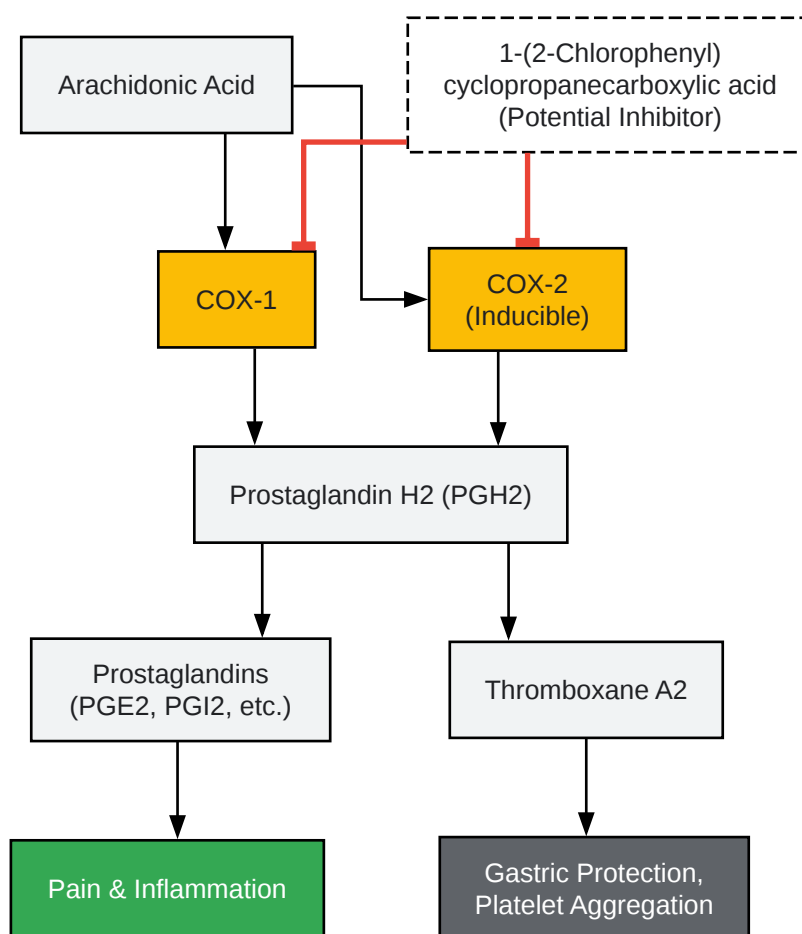 Arachidonic Acid
1-(2-Chlorophenyl)
cyclopropanecarboxylic acid
(Potential Inhibitor)
COX-1
COX-2
(Inducible)
Prostaglandin H2 (PGH2)
Prostaglandins
(PGE2, PGI2, etc.)
Thromboxane A2
Pain & Inflammation
Gastric Protection,
Platelet Aggregation